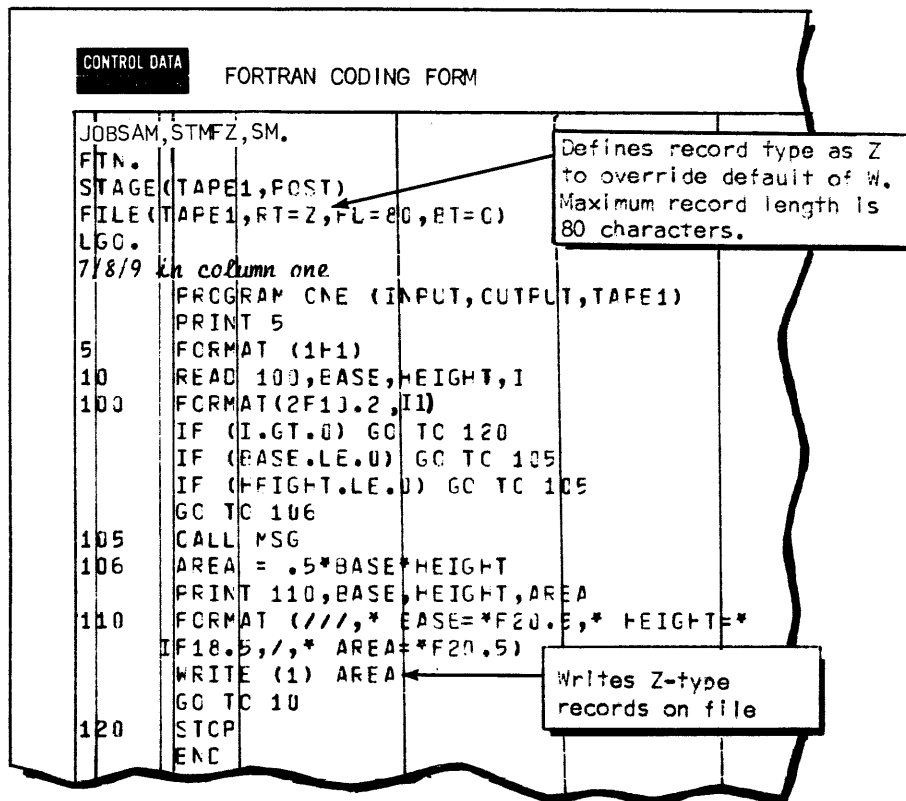 CONTROL DATA
FORTRAN CODING FORM
JOBSAM,STMFZ,SM.
FTN.
STAGE(TAPE1,POST)
FILE(TAPE1,RT=Z,FL=80,BT=C)
LGO.
7/8/9 in column one
PROGRAM ONE (INPUT,OUTPUT,TAPE1)
PRINT 5
5 FORMAT (1H1)
10 READ 100,BASE,HEIGHT,I
100 FORMAT(2F10.2,I1)
IF (I.GT.0) GO TO 120
IF (BASE.LE.0) GO TO 105
IF (HEIGHT.LE.0) GO TO 105
GO TO 106
105 CALL MSG
106 AREA = .5*BASE*HEIGHT
PRINT 110,BASE,HEIGHT,AREA
110 FORMAT (///,* BASE=*F20.5,* HEIGHT=*
1F18.5,/,* AREA=*F20.5)
WRITE (1) AREA
GO TO 10
120 STOP
END
Defines record type as Z
to override default of W.
Maximum record length is
80 characters.
Writes Z-type
records on file